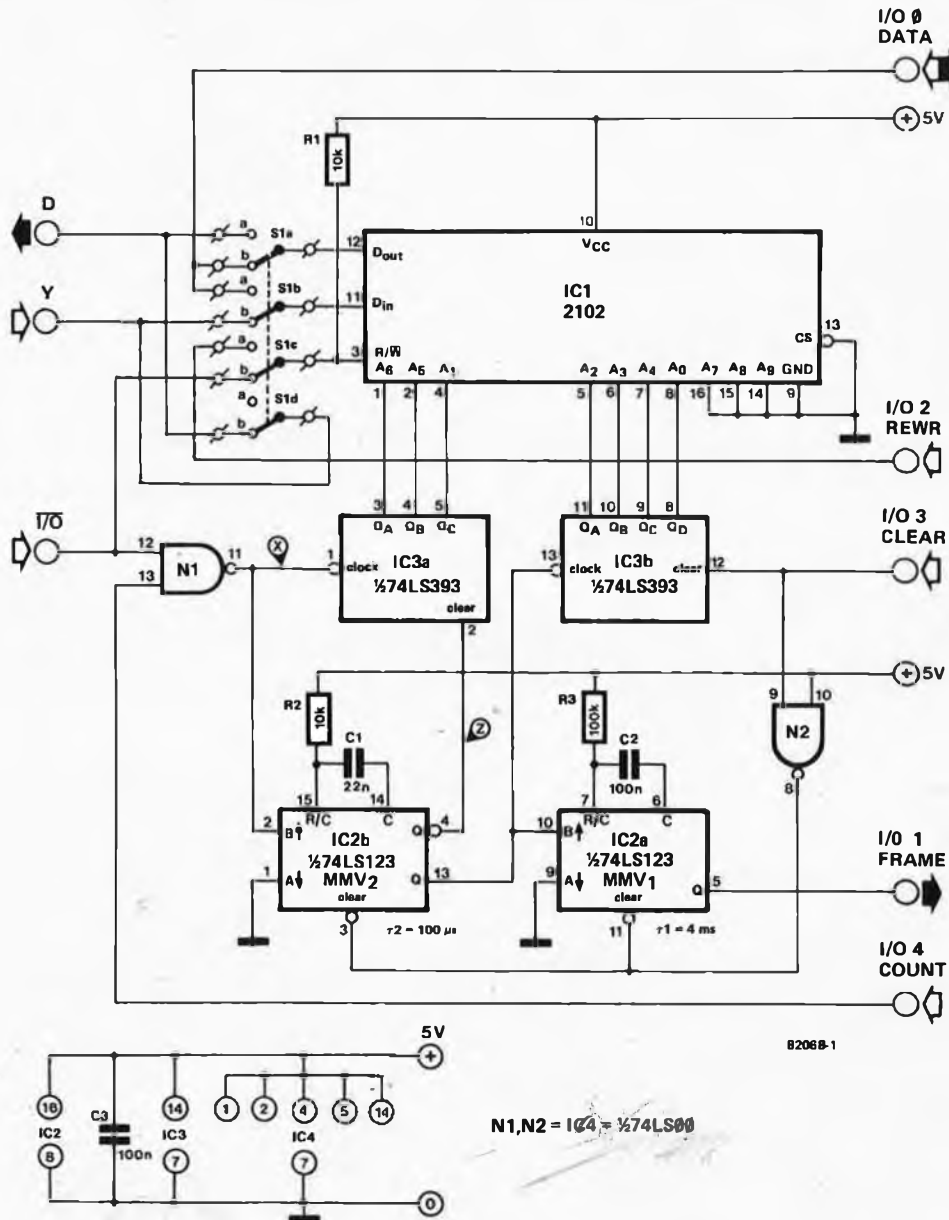 I/O 0
DATA
5V
R1
10k
D
Y
a
b
S1a
a
b
S1b
a
b
S1c
a
b
S1d
10
VCC
12
Dout
11
Din
3
R/W̅
IC1
2102
13
CS
A6 A5 A1 A2 A3 A4 A0 A7 A8 A9 GND
1 2 4 5 6 7 8 16 15 14 9
I/O 2
REWR
I̅/̅O̅
I/O 3
CLEAR
12
13
N1
11
X
3 4 5
QA QB QC
1
clock
IC3a
½74LS393
clear
2
11 10 9 8
QA QB QC QD
13
clock
IC3b
clear
12
½74LS393
5V
R2
10k
C1
22n
Z
R3
100k
C2
100n
9
10
N2
8
15
R/C
14
C
2
B
1
A
IC2b
½74LS123
MMV2
clear
3
Q
4
Q
13
τ2 = 100 µs
7
R/C
6
C
10
B
9
A
IC2a
½74LS123
MMV1
clear
11
Q
5
τ1 = 4 ms
I/O 1
FRAME
I/O 4
COUNT
82068-1
5V
16
IC2
8
C3
100n
14
IC3
7
1 2 4 5 14
IC4
7
0
N1,N2 = IC4 = ½74LS00